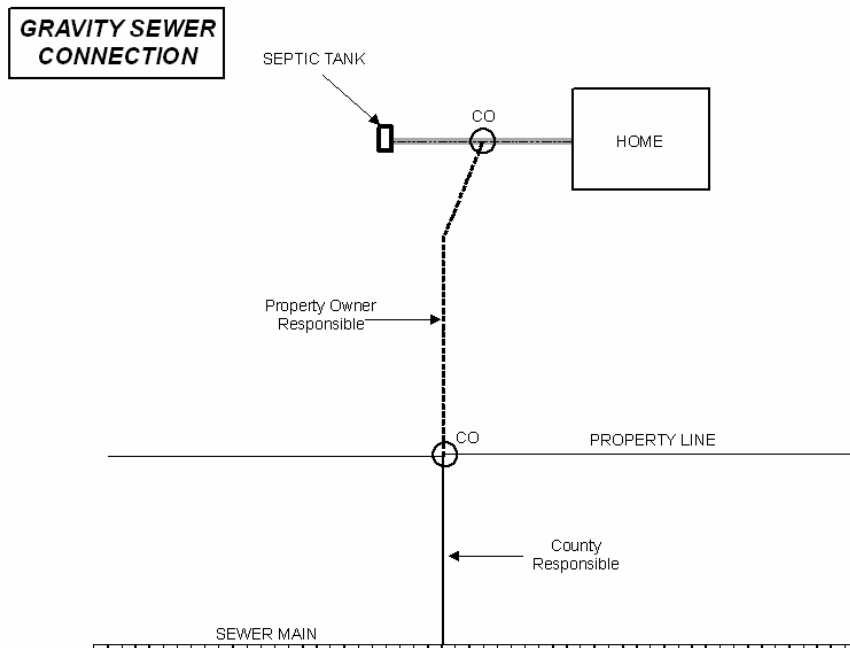 GRAVITY SEWER
CONNECTION
SEPTIC TANK
CO
HOME
Property Owner
Responsible
CO
PROPERTY LINE
County
Responsible
SEWER MAIN